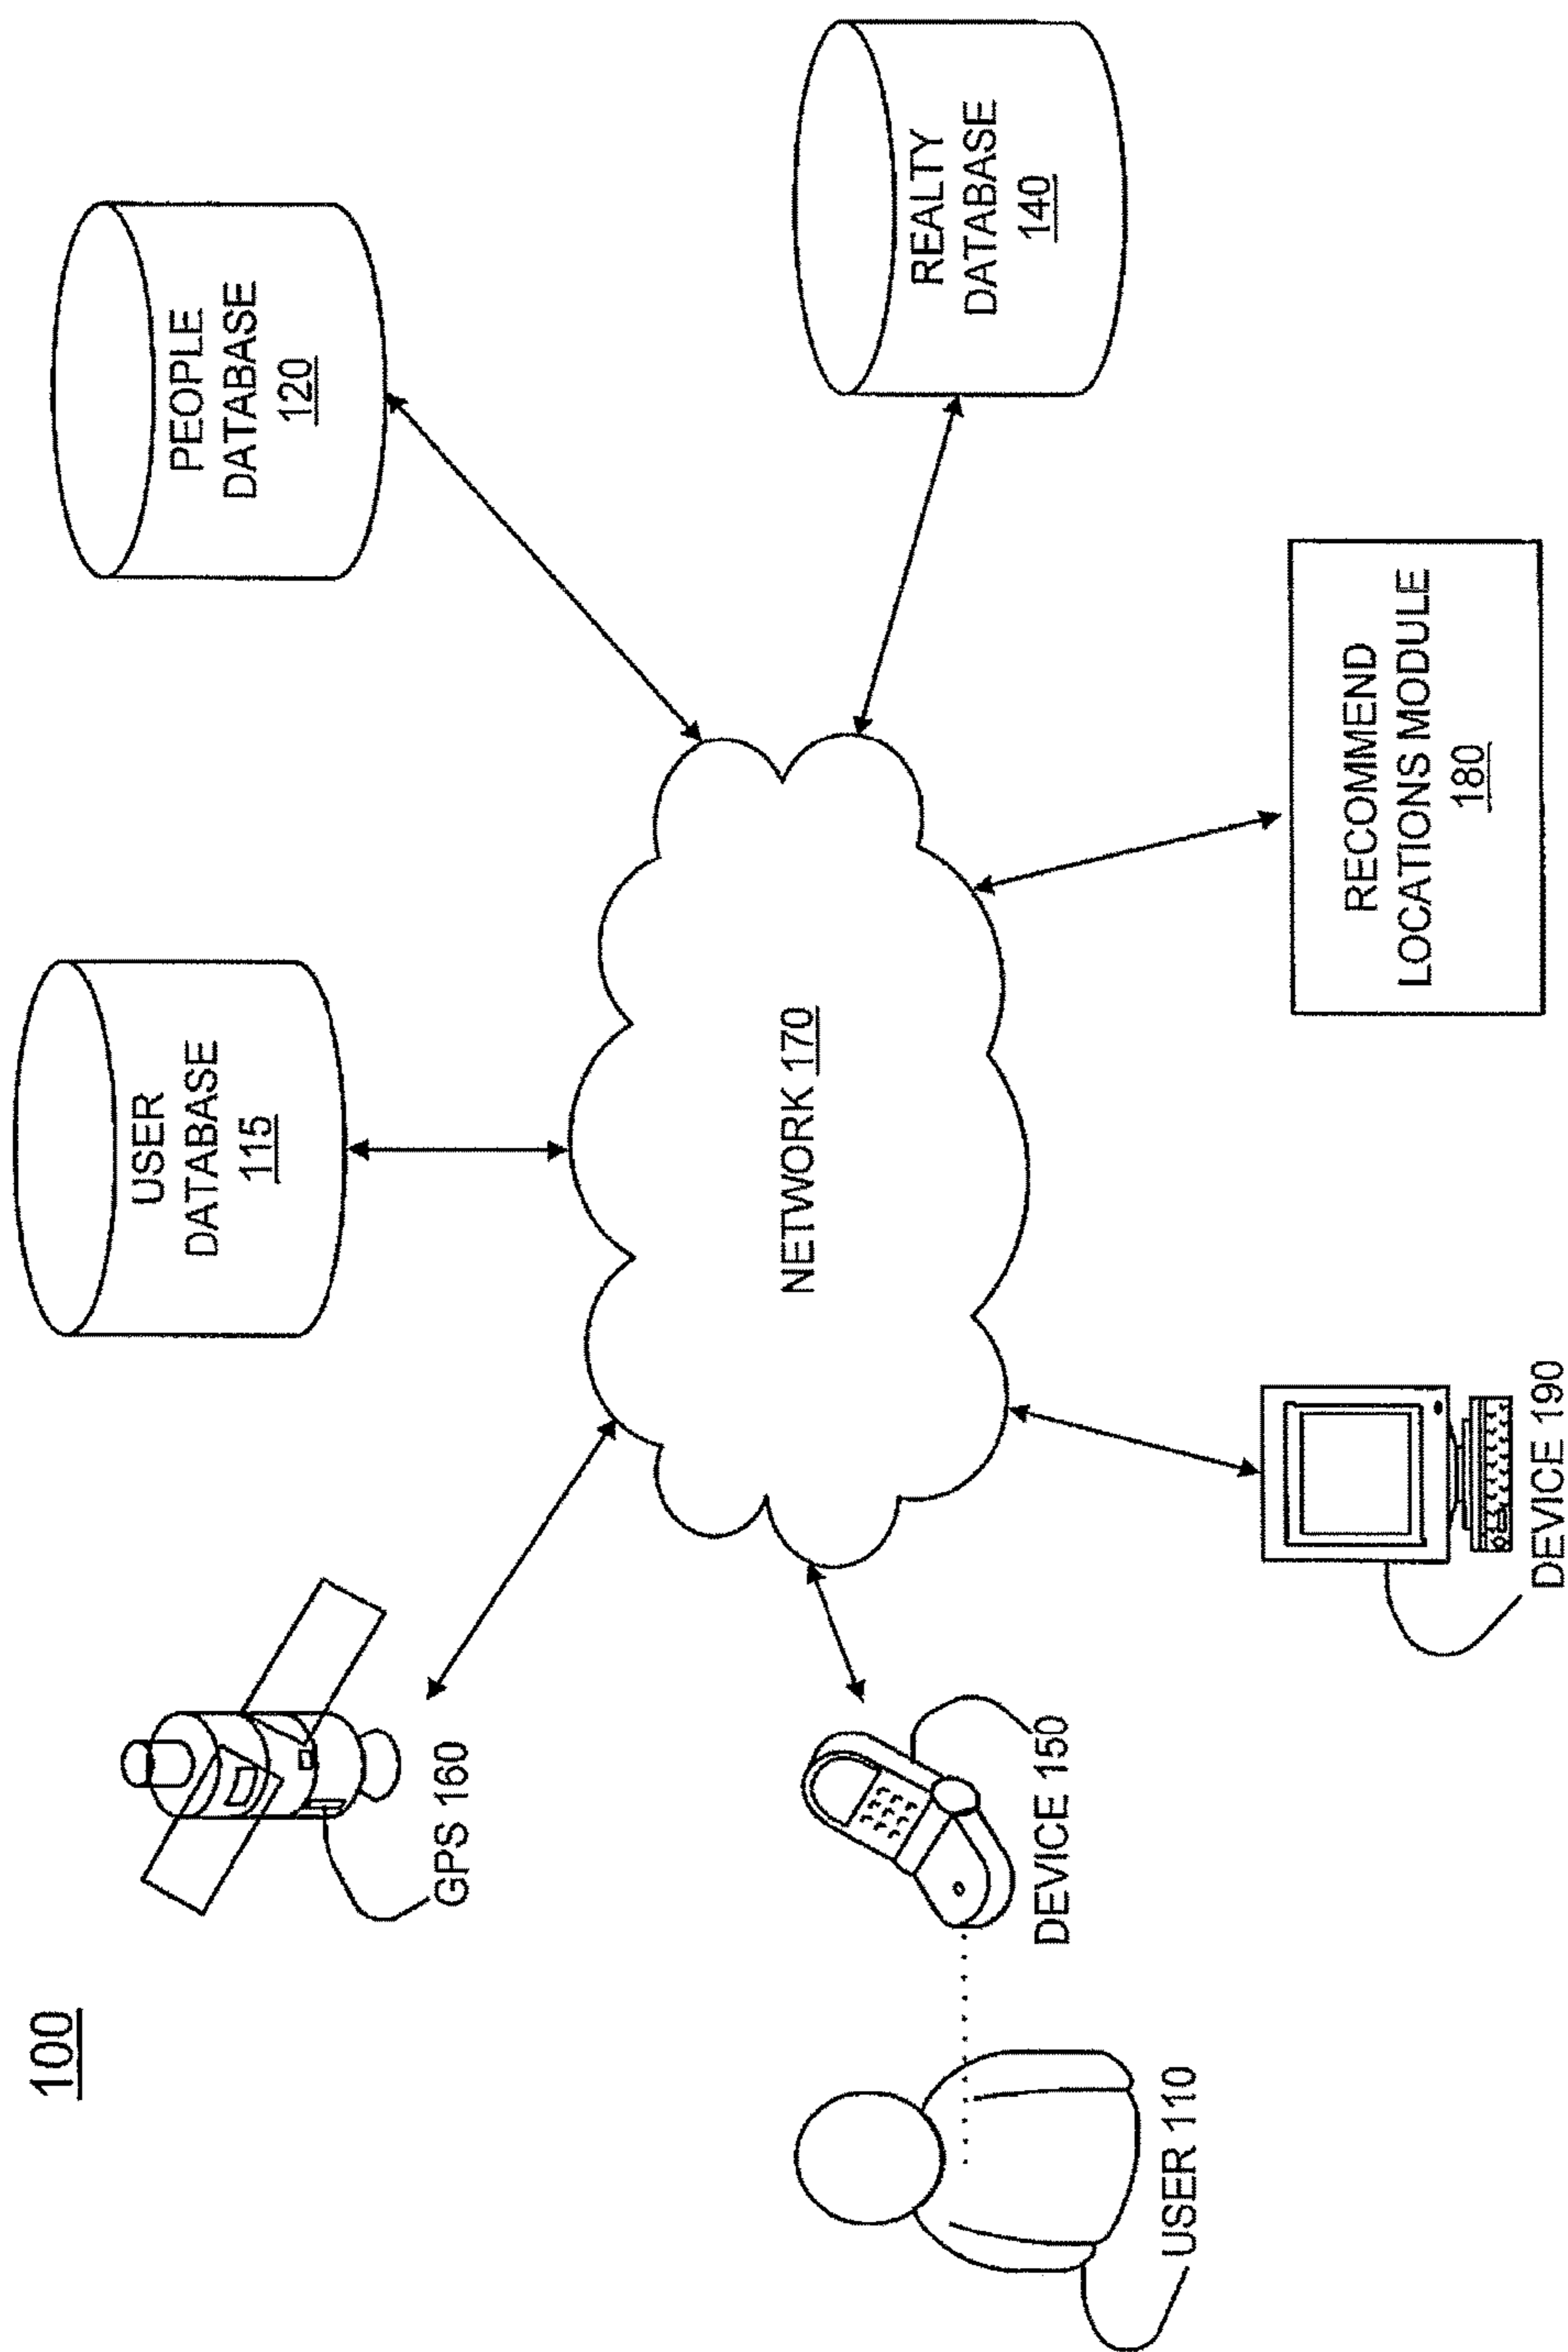 100
USER
DATABASE
115
PEOPLE
DATABASE
120
GPS 160
NETWORK 170
REALTY
DATABASE
140
DEVICE 150
USER 110
RECOMMEND
LOCATIONS MODULE
180
DEVICE 190